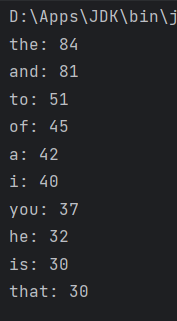 D:\Apps\JDK\bin\j
the: 84
and: 81
to: 51
of: 45
a: 42
i: 40
you: 37
he: 32
is: 30
that: 30